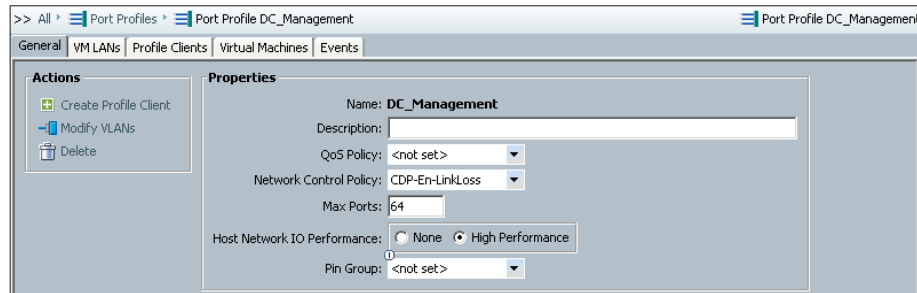 >> All Port Profiles Port Profile DC_Management Port Profile DC_Management
General VM LANs Profile Clients Virtual Machines Events
Actions
Create Profile Client
Modify VLANs
Delete
Properties
Name: DC_Management
Description:
QoS Policy: <not set>
Network Control Policy: CDP-En-LinkLoss
Max Ports: 64
Host Network IO Performance: None High Performance
Pin Group: <not set>